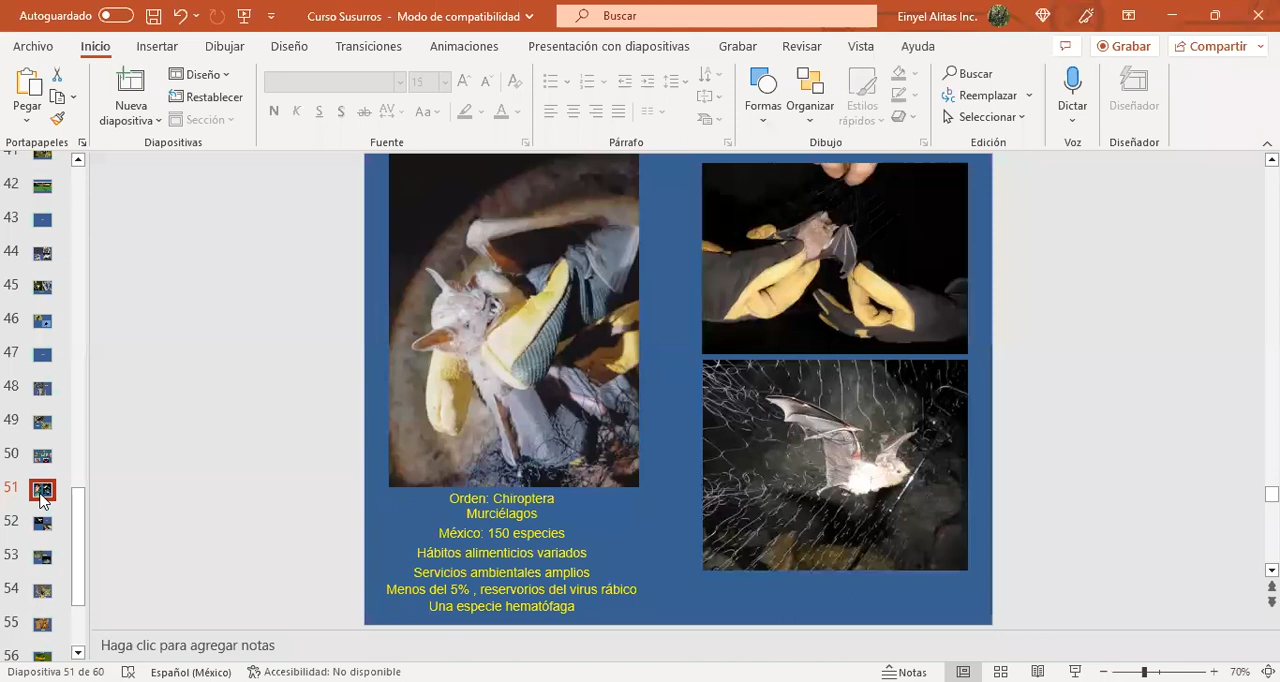 Autoguardado
Curso Susurros - Modo de compatibilidad
Buscar
Einyel Alitas Inc.
Archivo
Inicio
Insertar
Dibujar
Diseño
Transiciones
Animaciones
Presentación con diapositivas
Grabar
Revisar
Vista
Ayuda
Grabar
Compartir
Pegar
Nueva
diapositiva
Diseño
Restablecer
Sección
15
N K S S ab AV Aa A
Formas
Organizar
Estilos
rápidos
Buscar
Reemplazar
Seleccionar
Dictar
Diseñador
Portapapeles
Diapositivas
Fuente
Párrafo
Dibujo
Edición
Voz
Diseñador
41
42
43
44
45
46
47
48
49
50
51
52
53
54
55
56
Orden: Chiroptera
Murciélagos
México: 150 especies
Hábitos alimenticios variados
Servicios ambientales amplios
Menos del 5% , reservorios del virus rábico
Una especie hematófaga
Haga clic para agregar notas
Diapositiva 51 de 60
Español (México)
Accesibilidad: No disponible
Notas
70%